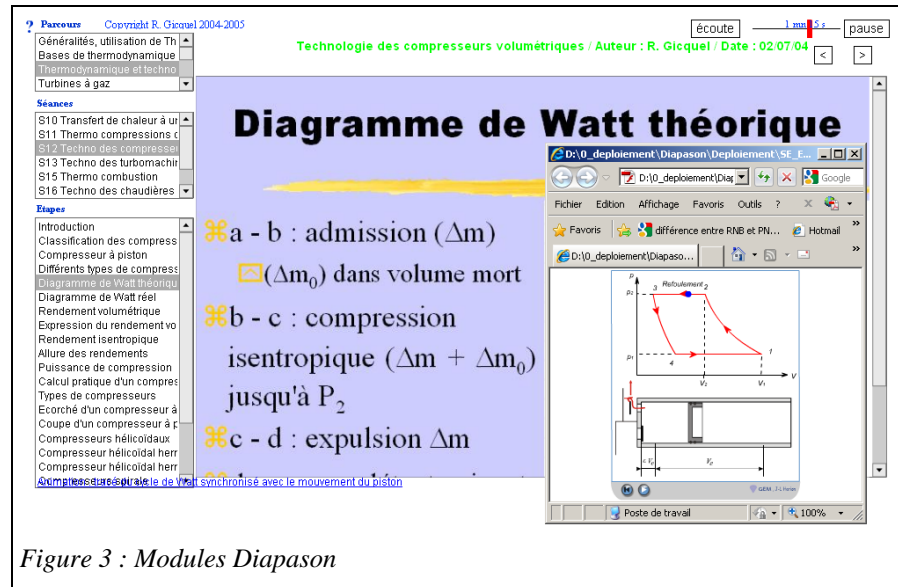 ? Parcours Copyright R. Gicquel 2004-2005
écoute 1 mn 5 s pause
Technologie des compresseurs volumétriques / Auteur : R. Gicquel / Date : 02/07/04
< >
Généralités, utilisation de Th
Bases de thermodynamique
Thermodynamique et techno
Turbines à gaz
Séances
S10 Transfert de chaleur à ur
S11 Thermo compressions c
S12 Techno des compresse
S13 Techno des turbomachir
S15 Thermo combustion
S16 Techno des chaudières
Etapes
Introduction
Classification des compress
Compresseur à piston
Différents types de compress
Diagramme de Watt théoriqu
Diagramme de Watt réel
Rendement volumétrique
Expression du rendement vo
Rendement isentropique
Allure des rendements
Puissance de compression
Calcul pratique d'un compres
Types de compresseurs
Ecorché d'un compresseur à
Coupe d'un compresseur à p
Compresseurs hélicoïdaux
Compresseur hélicoïdal herr
Compresseur hélicoïdal herr
Diagramme de Watt théorique
a - b : admission (Δm)
(Δm0) dans volume mort
b - c : compression
isentropique (Δm + Δm0)
jusqu'à P2
c - d : expulsion Δm
D:\0_deploiement\Diapason\Deploiement\SE_E...
D:\0_deploiement\Diap Google
Fichier Edition Affichage Favoris Outils ? X »
Favoris différence entre RNB et PN... Hotmail »
D:\0_deploiement\Diapaso... »
P
p2 3 Refoulement 2
p1 4 1
V2 V1 V
ε V0 V0
GEM
Poste de travail 100%
Animation : tracé du cycle de Watt synchronisé avec le mouvement du piston
Figure 3 : Modules Diapason